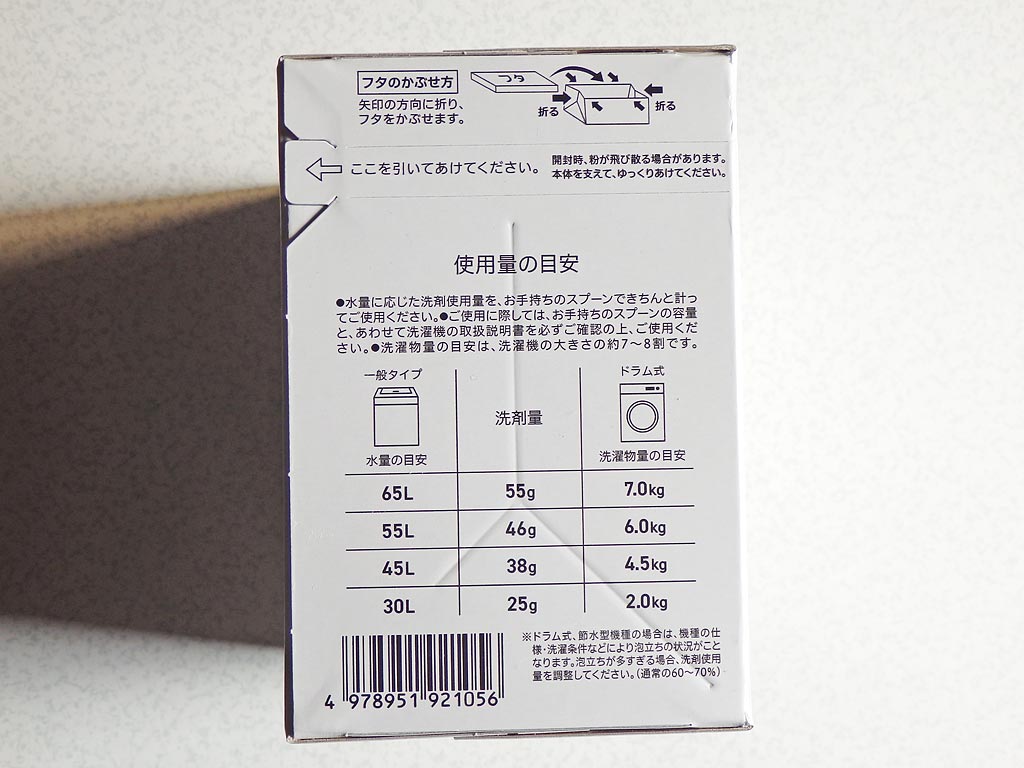 フタのかぶせ方
矢印の方向に折り、
フタをかぶせます。
フタ
折る
折る
ここを引いてあけてください。
開封時、粉が飛び散る場合があります。
本体を支えて、ゆっくりあけてください。
使用量の目安
●水量に応じた洗剤使用量を、お手持ちのスプーンできちんと計っ
てご使用ください。●ご使用に際しては、お手持ちのスプーンの容量
と、あわせて洗濯機の取扱説明書を必ずご確認の上、ご使用くだ
さい。●洗濯物量の目安は、洗濯機の大きさの約7〜8割です。
一般タイプ
ドラム式
洗剤量
水量の目安
洗濯物量の目安
65L 55g 7.0kg
55L 46g 6.0kg
45L 38g 4.5kg
30L 25g 2.0kg
※ドラム式、節水型機種の場合は、機種の仕
様・洗濯条件などにより泡立ちの状況がこと
なります。泡立ちが多すぎる場合、洗剤使用
量を調整してください。(通常の60〜70%)
4 978951 921056